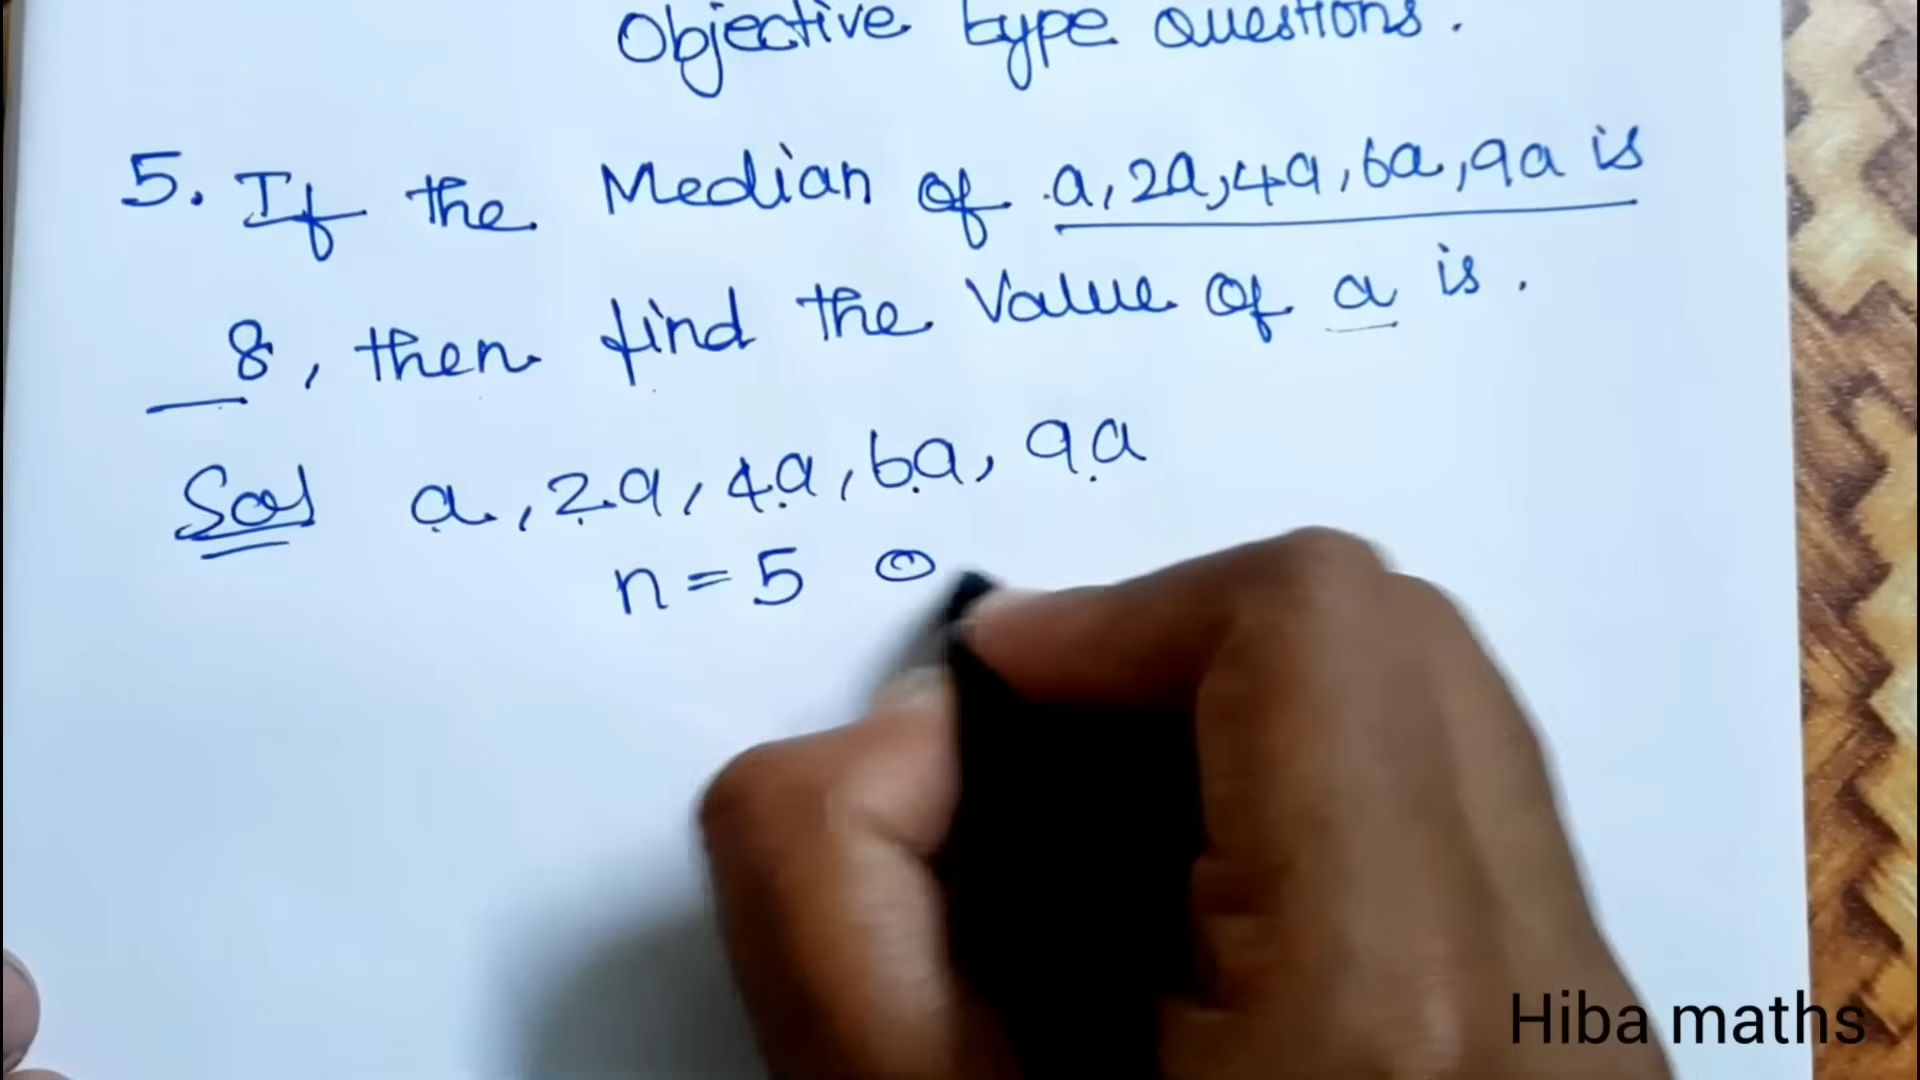 Objective type questions.
5. If the Median of a, 2a, 4a, 6a, 9a is
8, then find the Value of a is.
Sol a, 2a, 4a, 6a, 9a
n = 5
Hiba maths